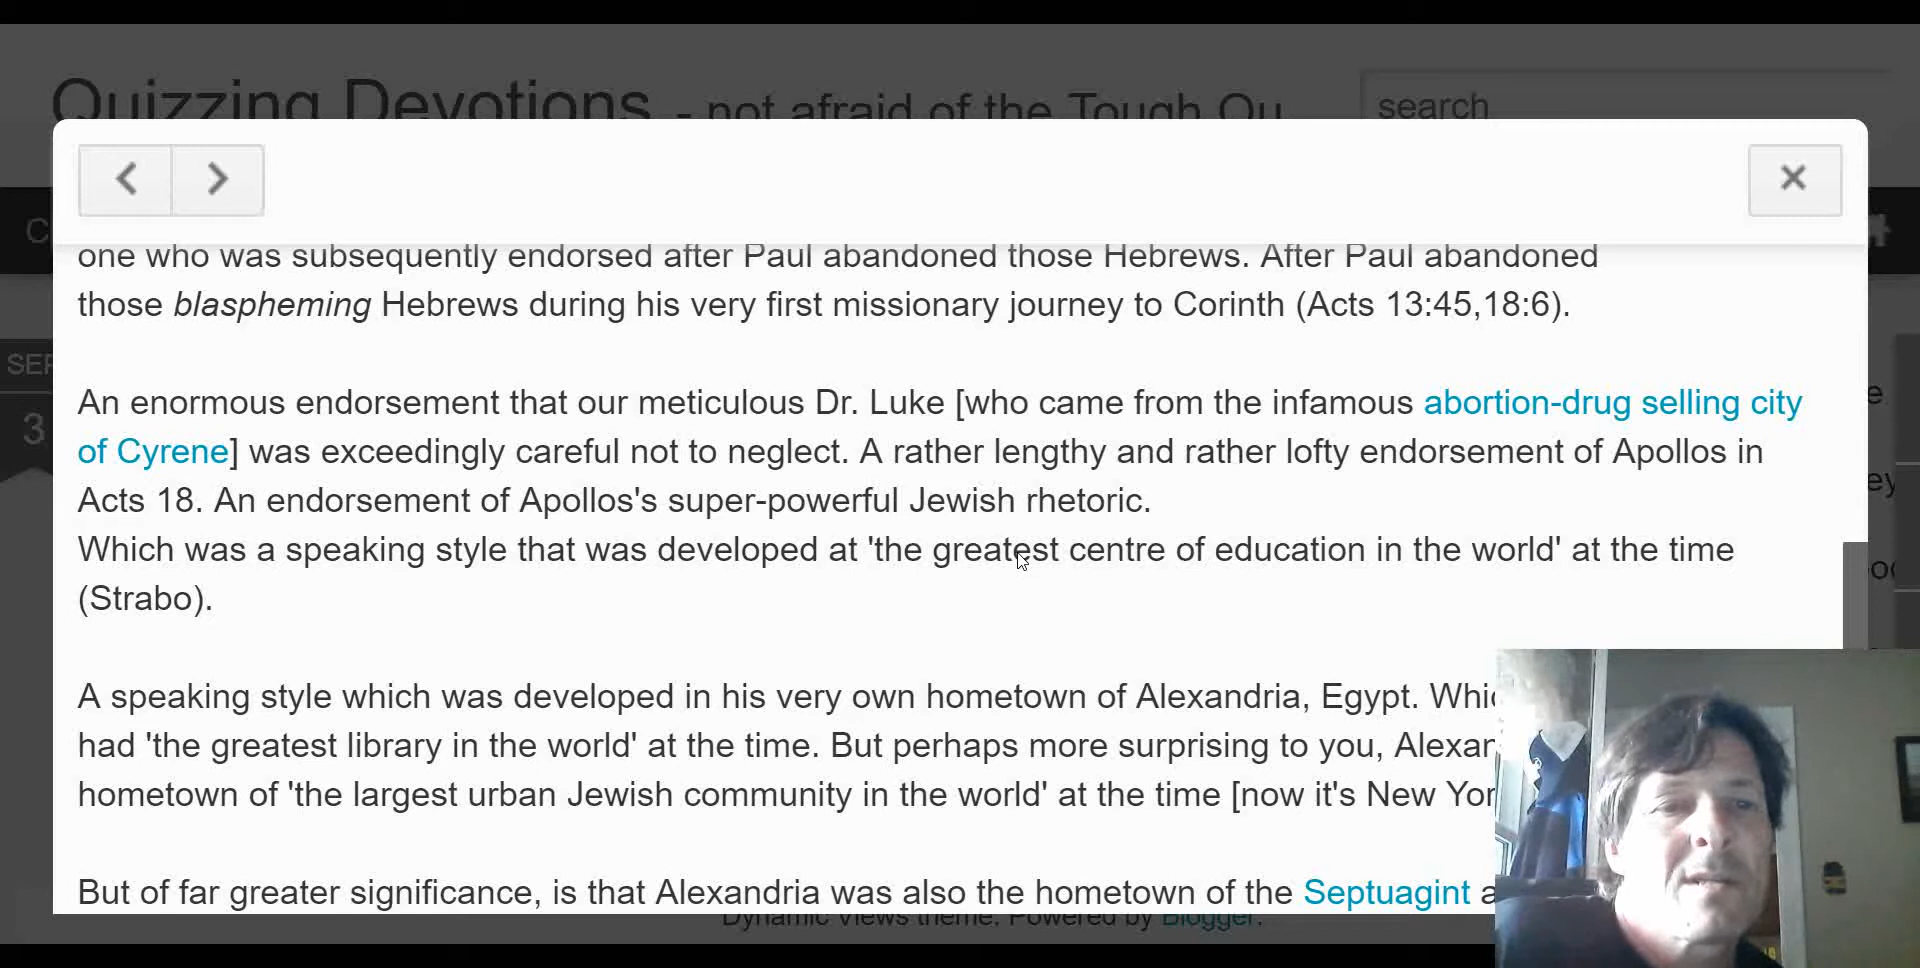 Quizzing Devotions - not afraid of the Tough Qu
search
one who was subsequently endorsed after Paul abandoned those Hebrews. After Paul abandoned
those blaspheming Hebrews during his very first missionary journey to Corinth (Acts 13:45,18:6).
SEP
3
An enormous endorsement that our meticulous Dr. Luke [who came from the infamous abortion-drug selling city
of Cyrene] was exceedingly careful not to neglect. A rather lengthy and rather lofty endorsement of Apollos in
Acts 18. An endorsement of Apollos's super-powerful Jewish rhetoric.
Which was a speaking style that was developed at 'the greatest centre of education in the world' at the time
(Strabo).
A speaking style which was developed in his very own hometown of Alexandria, Egypt.
had 'the greatest library in the world' at the time. But perhaps more surprising to you,
hometown of 'the largest urban Jewish community in the world' at the time [now it's New
But of far greater significance, is that Alexandria was also the hometown of the Septuagint
Dynamic Views theme. Powered by Blogger.